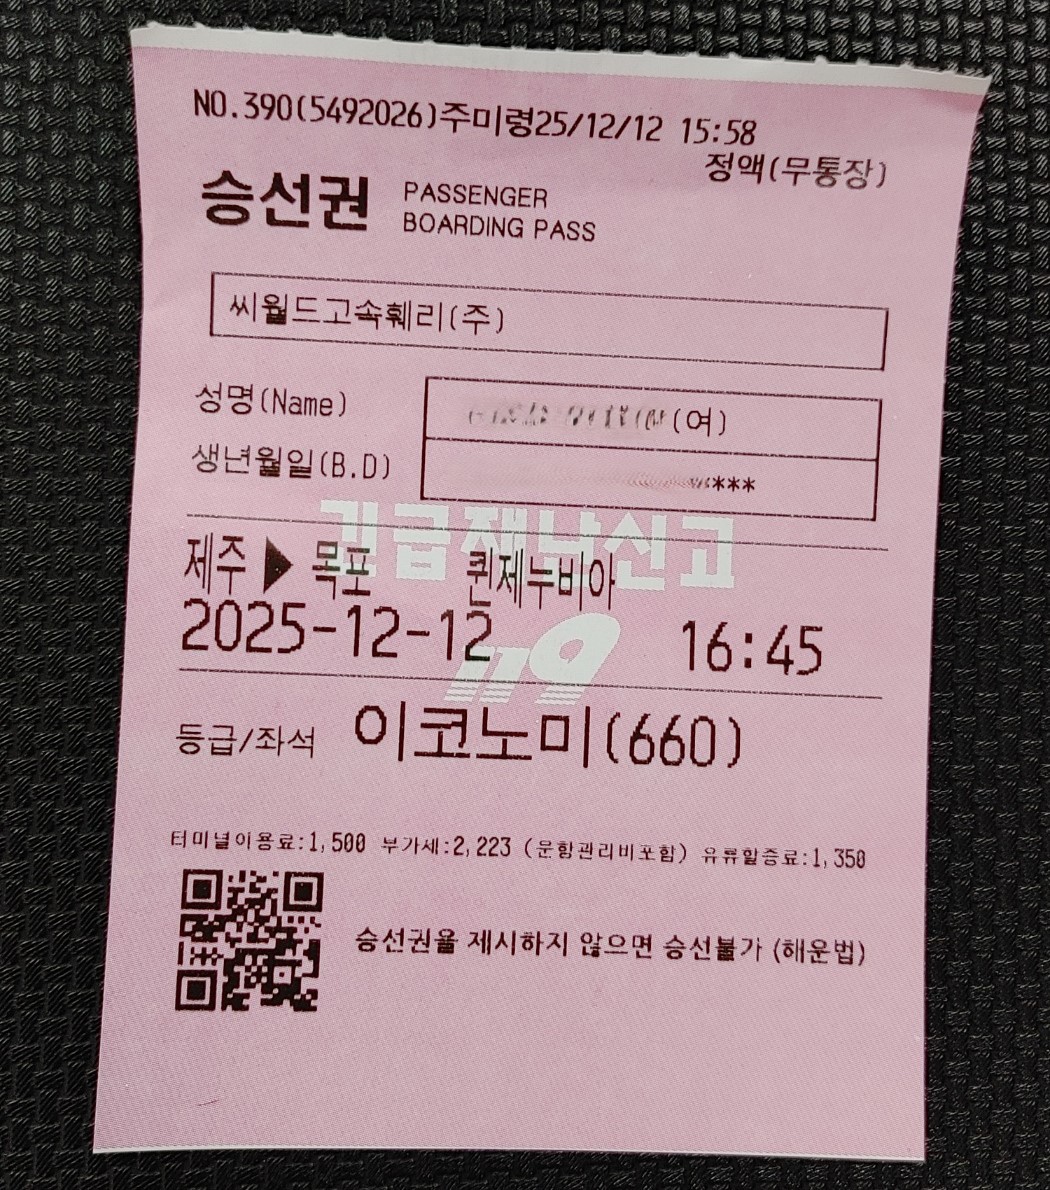 NO.390(5492026)주미령25/12/12 15:58
정액(무통장)
승선권 PASSENGER
BOARDING PASS
씨월드고속훼리(주)
성명(Name) (여)
생년월일(B.D) ***
긴급재난신고
제주 ▶ 목포 퀸제누비아
2025-12-12 16:45
119
등급/좌석 이코노미(660)
터미널이용료:1,500 부가세:2,223 (운항관리비포함) 유류할증료:1,350
승선권을 제시하지 않으면 승선불가 (해운법)